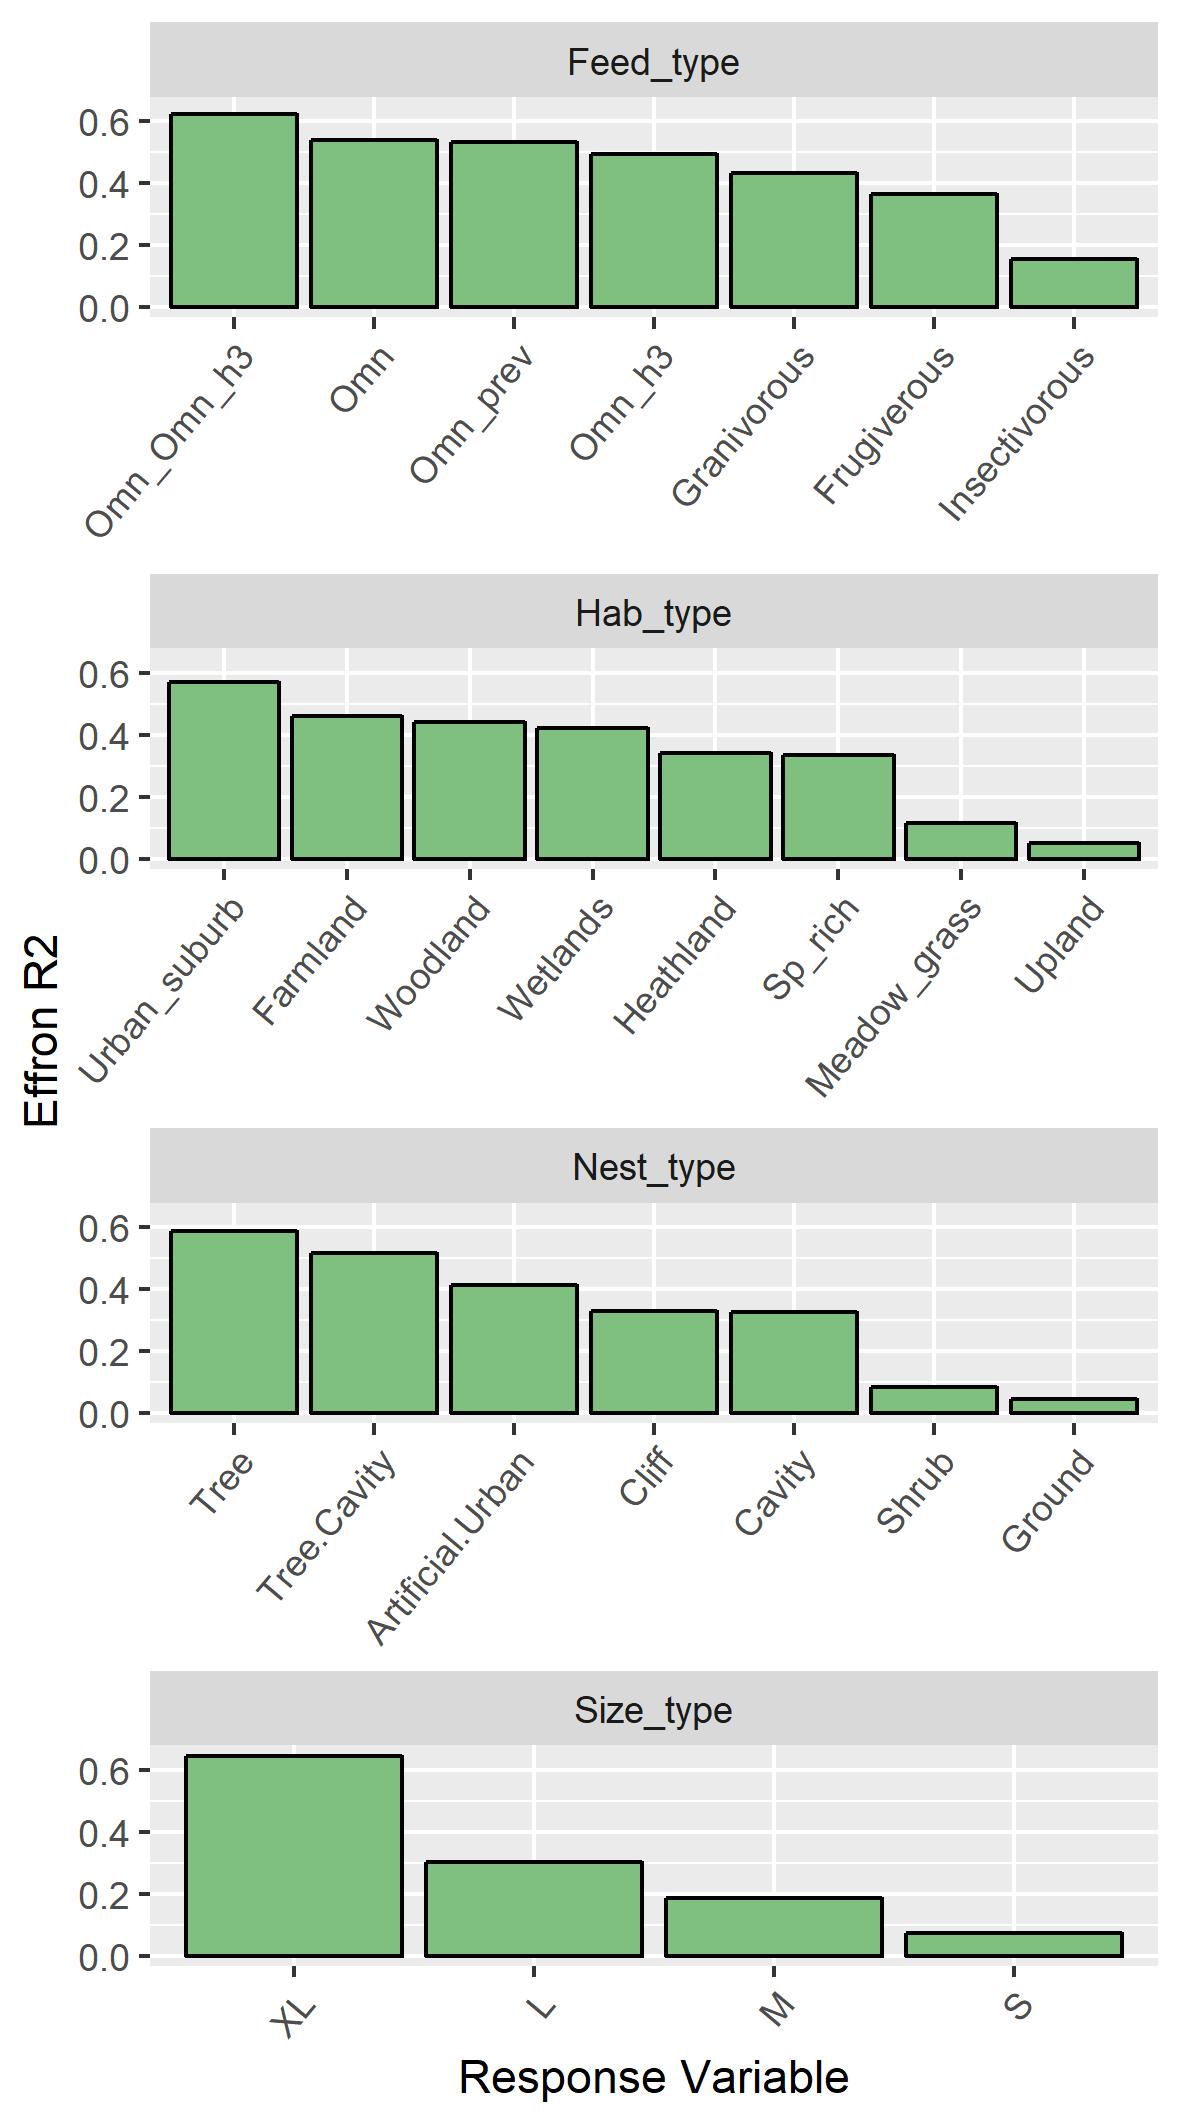 Feed_type
0.6
0.4
0.2
0.0
Omn_Omn_h3
Omn
Omn_prev
Omn_h3
Granivorous
Frugiverous
Insectivorous
Hab_type
0.6
0.4
0.2
0.0
Urban_suburb
Farmland
Woodland
Wetlands
Heathland
Sp_rich
Meadow_grass
Upland
Effron R2
Nest_type
0.6
0.4
0.2
0.0
Tree
Tree.Cavity
Artificial.Urban
Cliff
Cavity
Shrub
Ground
Size_type
0.6
0.4
0.2
0.0
XL
L
M
S
Response Variable